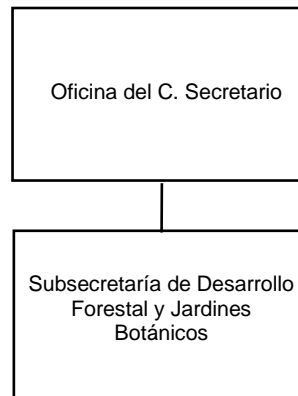 Oficina del C. Secretario
Subsecretaría de Desarrollo
Forestal y Jardines
Botánicos